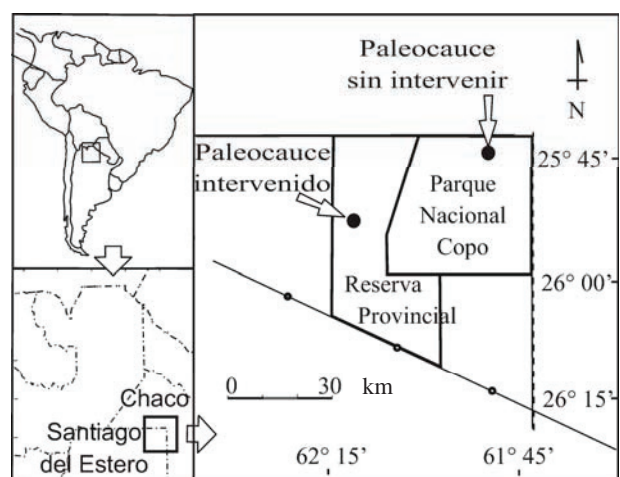 Paleocauce
sin intervenir
N
Paleocauce
intervenido
25° 45'
Parque
Nacional
Copo
26° 00'
Reserva
Provincial
0 30 km
26° 15'
Chaco
Santiago
del Estero
62° 15' 61° 45'